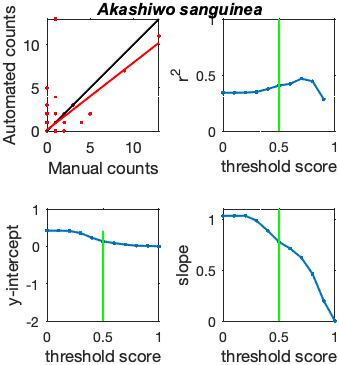 Akashiwo sanguinea
Automated counts
10
5
0
0
10
Manual counts
r2
1
0.5
0
0
0.5
1
threshold score
y-intercept
1
0
-1
-2
0
0.5
1
threshold score
slope
1
0.5
0
0
0.5
1
threshold score